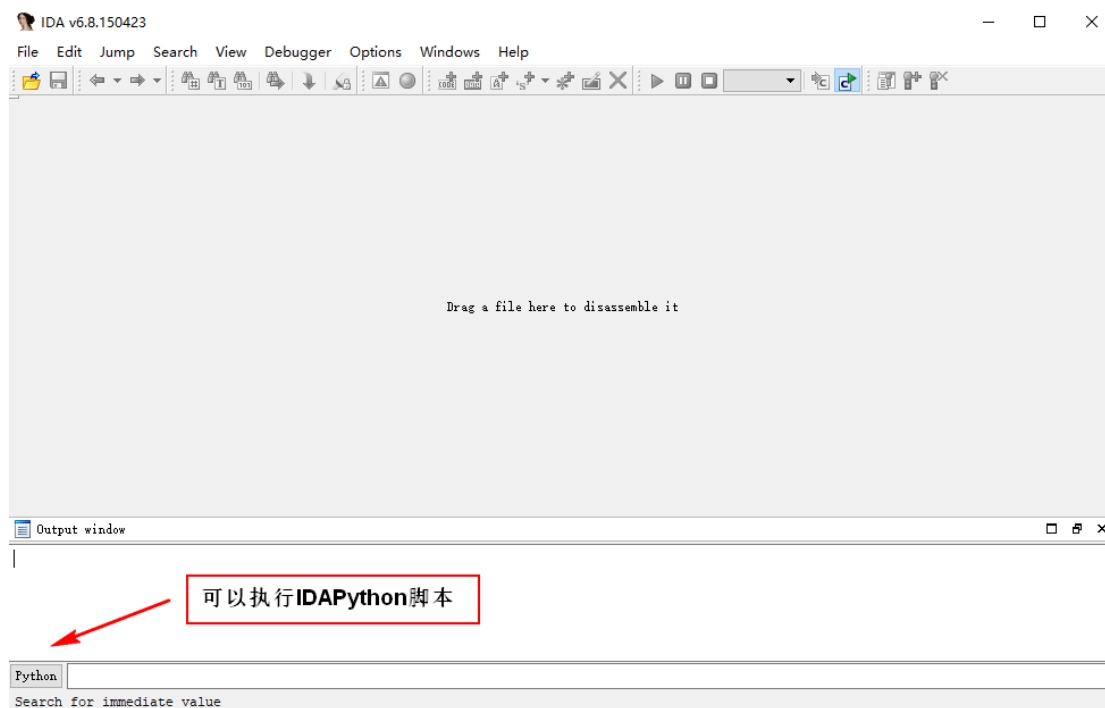 IDA v6.8.150423
File Edit Jump Search View Debugger Options Windows Help
Drag a file here to disassemble it
Output window
可以执行IDAPython脚本
Python
Search for immediate value